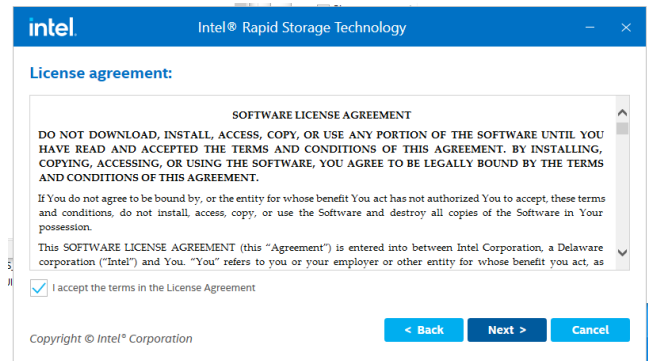 intel.
Intel® Rapid Storage Technology
License agreement:
SOFTWARE LICENSE AGREEMENT
DO NOT DOWNLOAD, INSTALL, ACCESS, COPY, OR USE ANY PORTION OF THE SOFTWARE UNTIL YOU
HAVE READ AND ACCEPTED THE TERMS AND CONDITIONS OF THIS AGREEMENT. BY INSTALLING,
COPYING, ACCESSING, OR USING THE SOFTWARE, YOU AGREE TO BE LEGALLY BOUND BY THE TERMS
AND CONDITIONS OF THIS AGREEMENT.
If You do not agree to be bound by, or the entity for whose benefit You act has not authorized You to accept, these terms
and conditions, do not install, access, copy, or use the Software and destroy all copies of the Software in Your
possession.
This SOFTWARE LICENSE AGREEMENT (this “Agreement”) is entered into between Intel Corporation, a Delaware
corporation (“Intel”) and You. “You” refers to you or your employer or other entity for whose benefit you act, as
I accept the terms in the License Agreement
< Back Next > Cancel
Copyright © Intel® Corporation